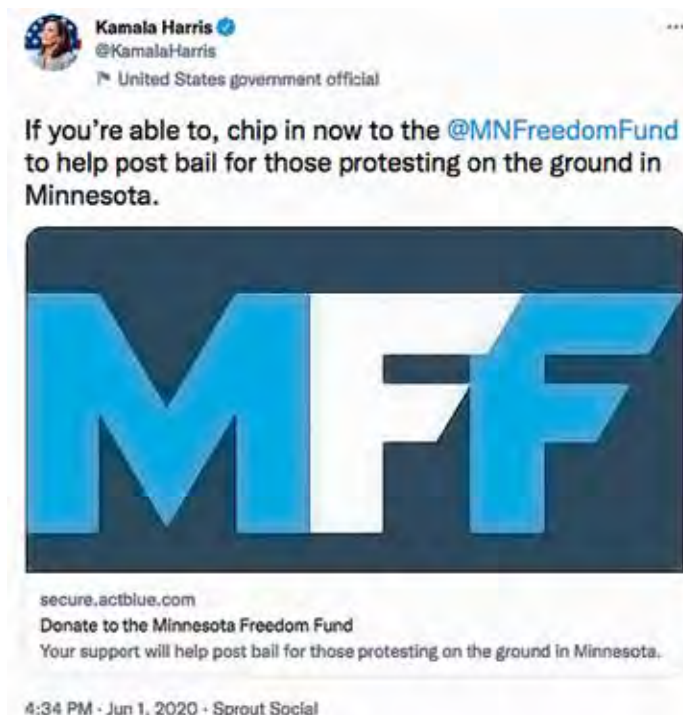 Kamala Harris
@KamalaHarris
United States government official
If you're able to, chip in now to the @MNFreedomFund
to help post bail for those protesting on the ground in
Minnesota.
MFF
secure.actblue.com
Donate to the Minnesota Freedom Fund
Your support will help post bail for those protesting on the ground in Minnesota.
4:34 PM · Jun 1, 2020 · Sprout Social